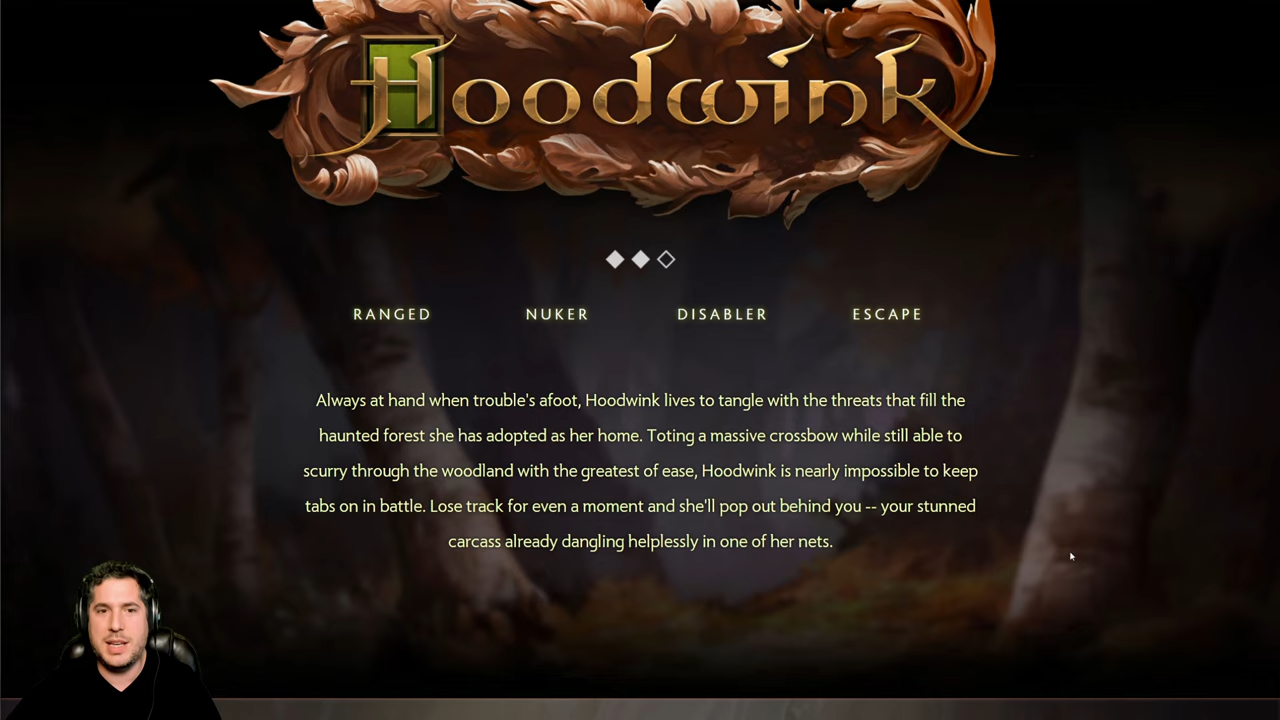 Hoodwink
RANGED NUKER DISABLER ESCAPE
Always at hand when trouble's afoot, Hoodwink lives to tangle with the threats that fill the
haunted forest she has adopted as her home. Toting a massive crossbow while still able to
scurry through the woodland with the greatest of ease, Hoodwink is nearly impossible to keep
tabs on in battle. Lose track for even a moment and she'll pop out behind you -- your stunned
carcass already dangling helplessly in one of her nets.